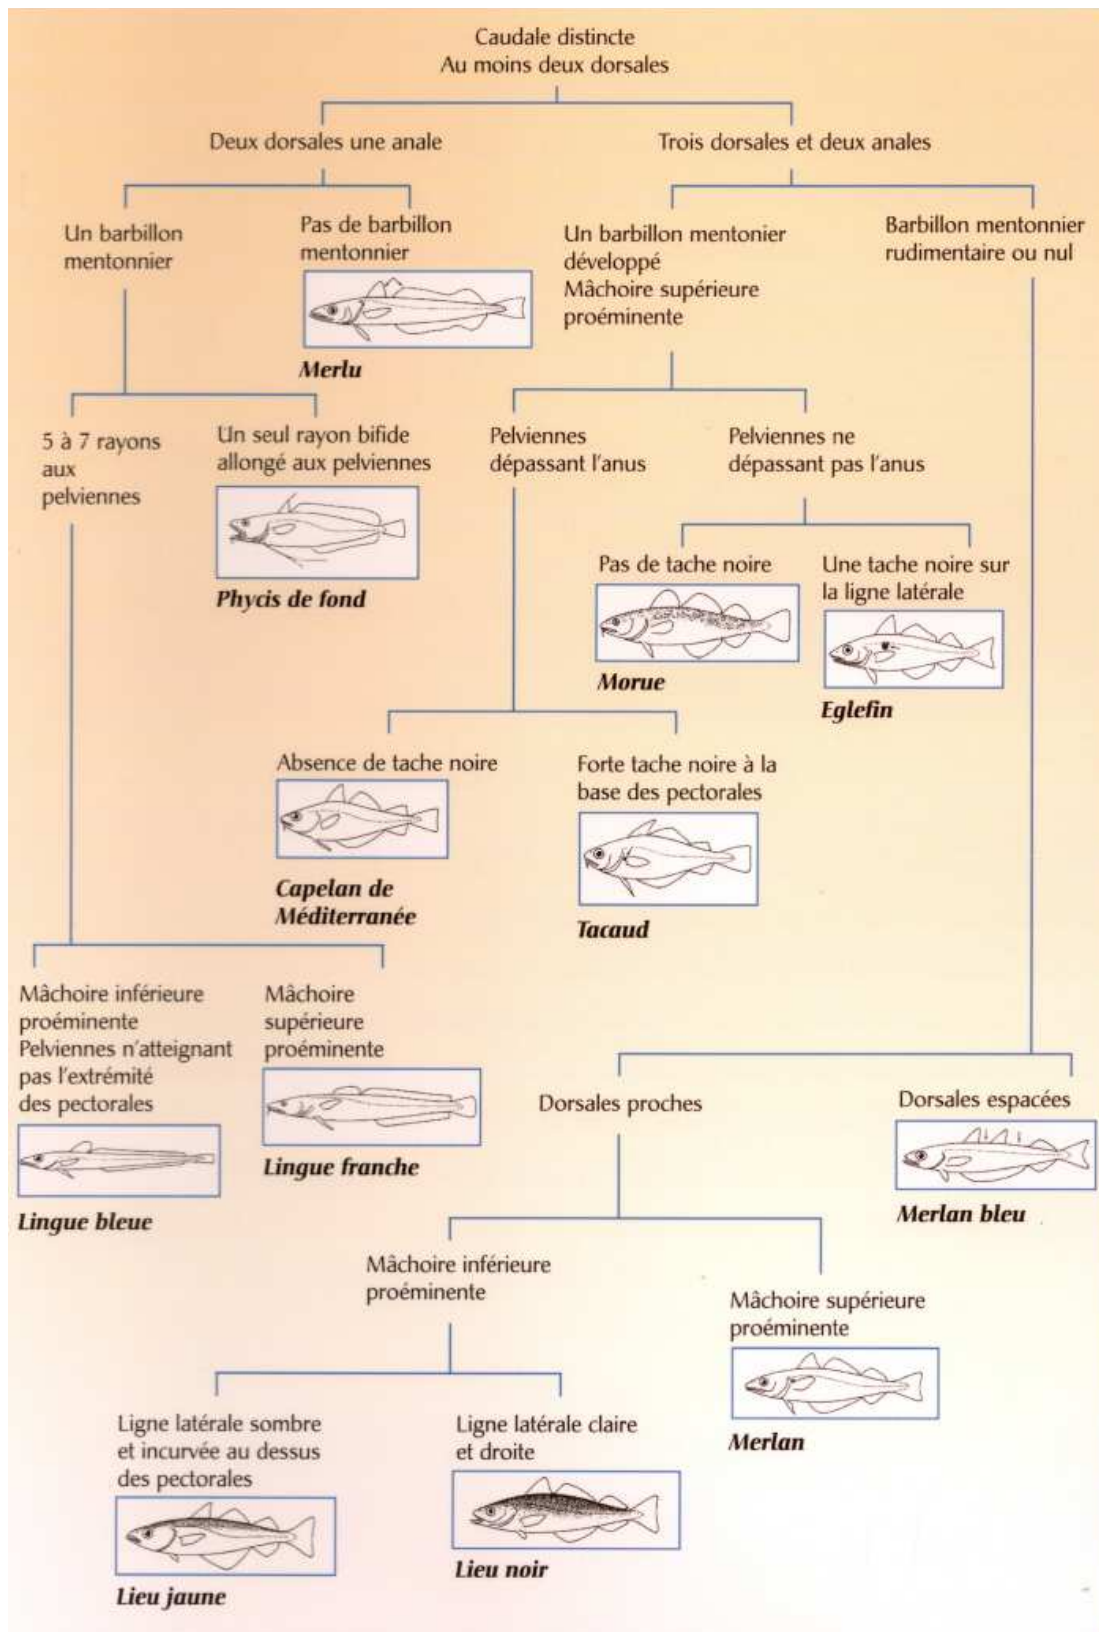 Caudale distincte
Au moins deux dorsales
Deux dorsales une anale
Trois dorsales et deux anales
Un barbillon
mentonnier
Pas de barbillon
mentonnier
Merlu
Un barbillon mentonier
développé
Mâchoire supérieure
proéminente
Barbillon mentonnier
rudimentaire ou nul
5 à 7 rayons
aux
pelviennes
Un seul rayon bifide
allongé aux pelviennes
Phycis de fond
Pelviennes
dépassant l'anus
Pelviennes ne
dépassant pas l'anus
Pas de tache noire
Morue
Une tache noire sur
la ligne latérale
Eglefin
Absence de tache noire
Capelan de
Méditerranée
Forte tache noire à la
base des pectorales
Tacaud
Mâchoire inférieure
proéminente
Pelviennes n'atteignant
pas l'extrémité
des pectorales
Lingue bleue
Mâchoire
supérieure
proéminente
Lingue franche
Dorsales proches
Dorsales espacées
Merlan bleu
Mâchoire inférieure
proéminente
Mâchoire supérieure
proéminente
Merlan
Ligne latérale sombre
et incurvée au dessus
des pectorales
Lieu jaune
Ligne latérale claire
et droite
Lieu noir